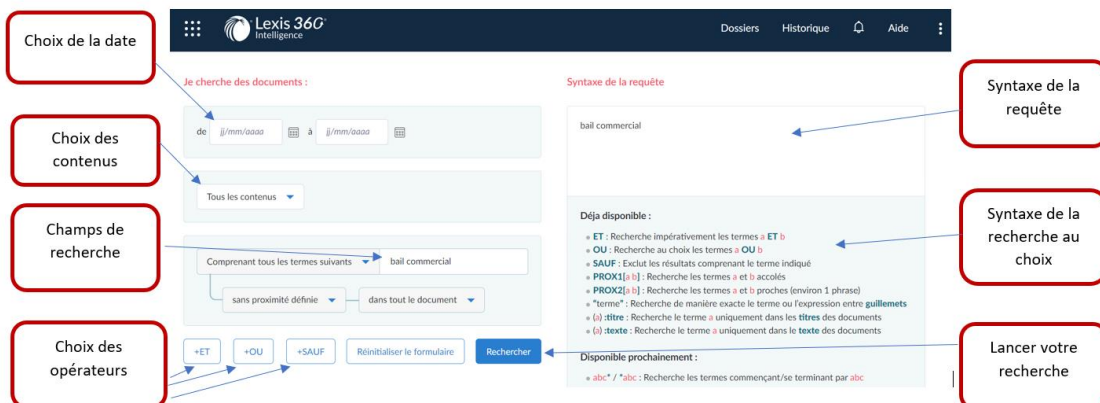 Choix de la date
Choix des
contenus
Champs de
recherche
Choix des
opérateurs
Lexis 360
Intelligence
Dossiers
Historique
Aide
Je cherche des documents :
de
jj/mm/aaaa
à
jj/mm/aaaa
Tous les contenus
Comprenant tous les termes suivants
bail commercial
sans proximité définie
dans tout le document
+ET
+OU
+SAUF
Réinitialiser le formulaire
Rechercher
Syntaxe de la requête
bail commercial
Déja disponible :
ET : Recherche impérativement les termes a ET b
OU : Recherche au choix les termes a OU b
SAUF : Exclut les résultats comprenant le terme indiqué
PROX1[a b] : Recherche les termes a et b accolés
PROX2[a b] : Recherche les termes a et b proches (environ 1 phrase)
"terme" : Recherche de manière exacte le terme ou l'expression entre guillemets
(a) :titre : Recherche le terme a uniquement dans les titres des documents
(a) :texte : Recherche le terme a uniquement dans le texte des documents
Disponible prochainement :
abc* / *abc : Recherche les termes commençant/se terminant par abc
Syntaxe de la
requête
Syntaxe de la
recherche au
choix
Lancer votre
recherche